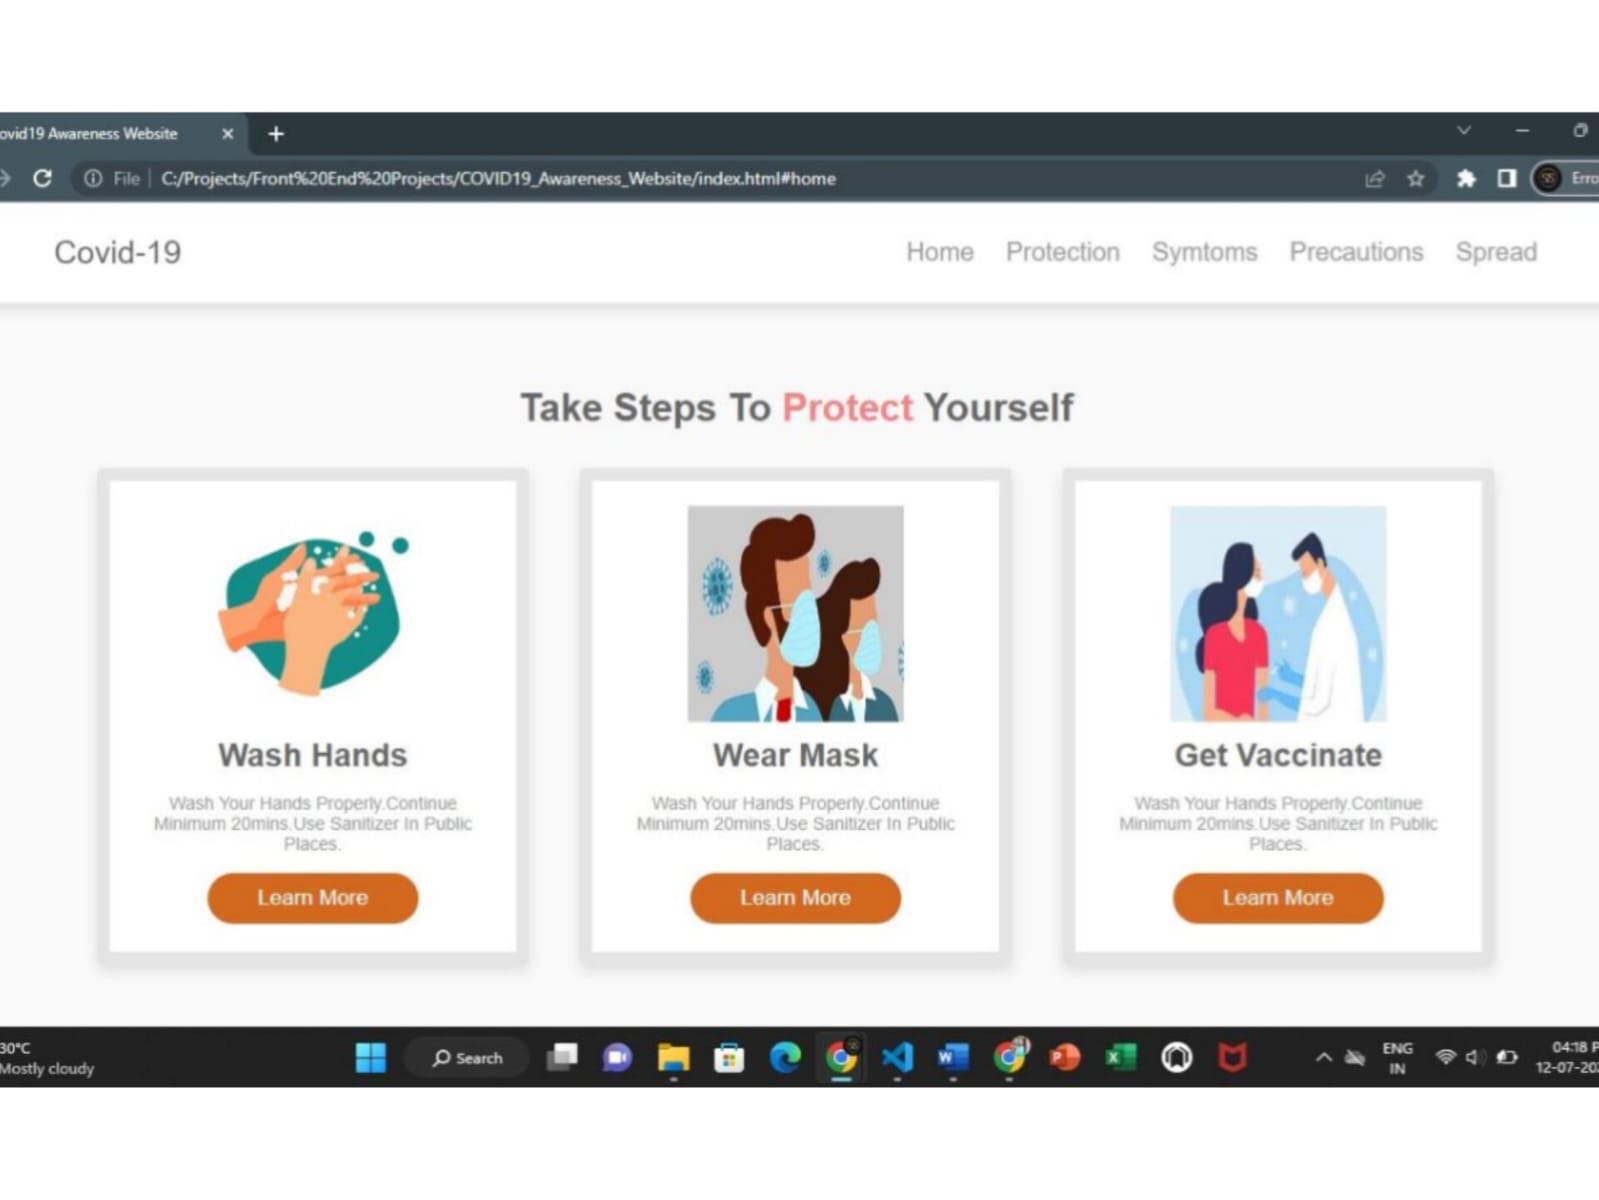 ovid19 Awareness Website
File C:/Projects/Front%20End%20Projects/COVID19_Awareness_Website/index.html#home
Erro
Covid-19 Home Protection Symtoms Precautions Spread
Take Steps To Protect Yourself
Wash Hands
Wash Your Hands Properly.Continue
Minimum 20mins.Use Sanitizer In Public
Places.
Learn More
Wear Mask
Wash Your Hands Properly.Continue
Minimum 20mins.Use Sanitizer In Public
Places.
Learn More
Get Vaccinate
Wash Your Hands Properly.Continue
Minimum 20mins.Use Sanitizer In Public
Places.
Learn More
30°C
Mostly cloudy
Search
ENG
IN
04:18 P
12-07-20